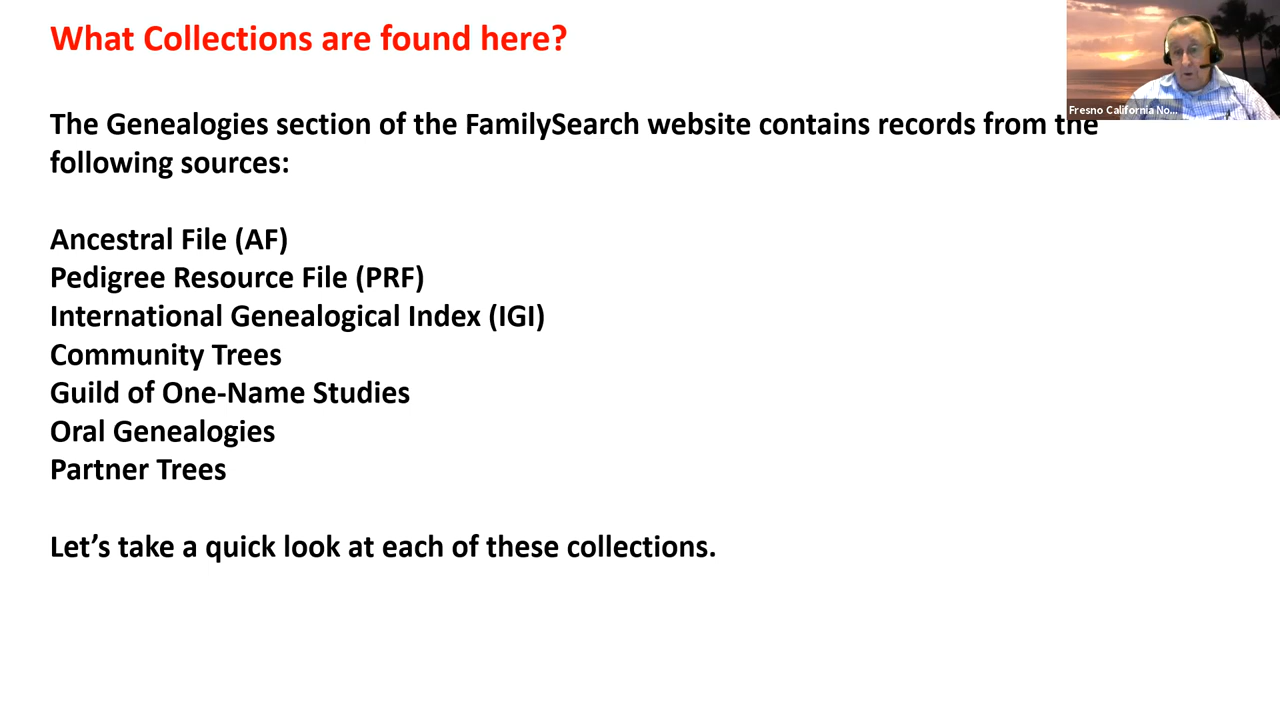 What Collections are found here?
The Genealogies section of the FamilySearch website contains records from the
following sources:
Ancestral File (AF)
Pedigree Resource File (PRF)
International Genealogical Index (IGI)
Community Trees
Guild of One-Name Studies
Oral Genealogies
Partner Trees
Let’s take a quick look at each of these collections.
Fresno California No...